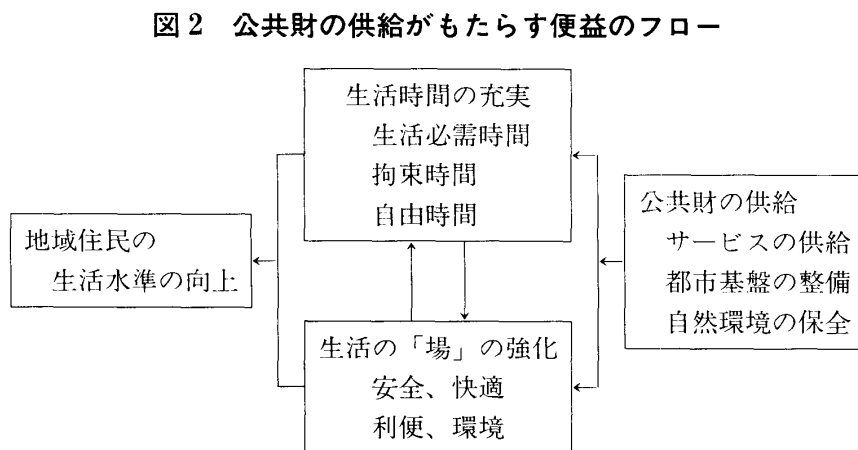 図2 公共財の供給がもたらす便益のフロー
生活時間の充実
生活必需時間
拘束時間
自由時間
公共財の供給
サービスの供給
都市基盤の整備
自然環境の保全
地域住民の
生活水準の向上
生活の「場」の強化
安全、快適
利便、環境